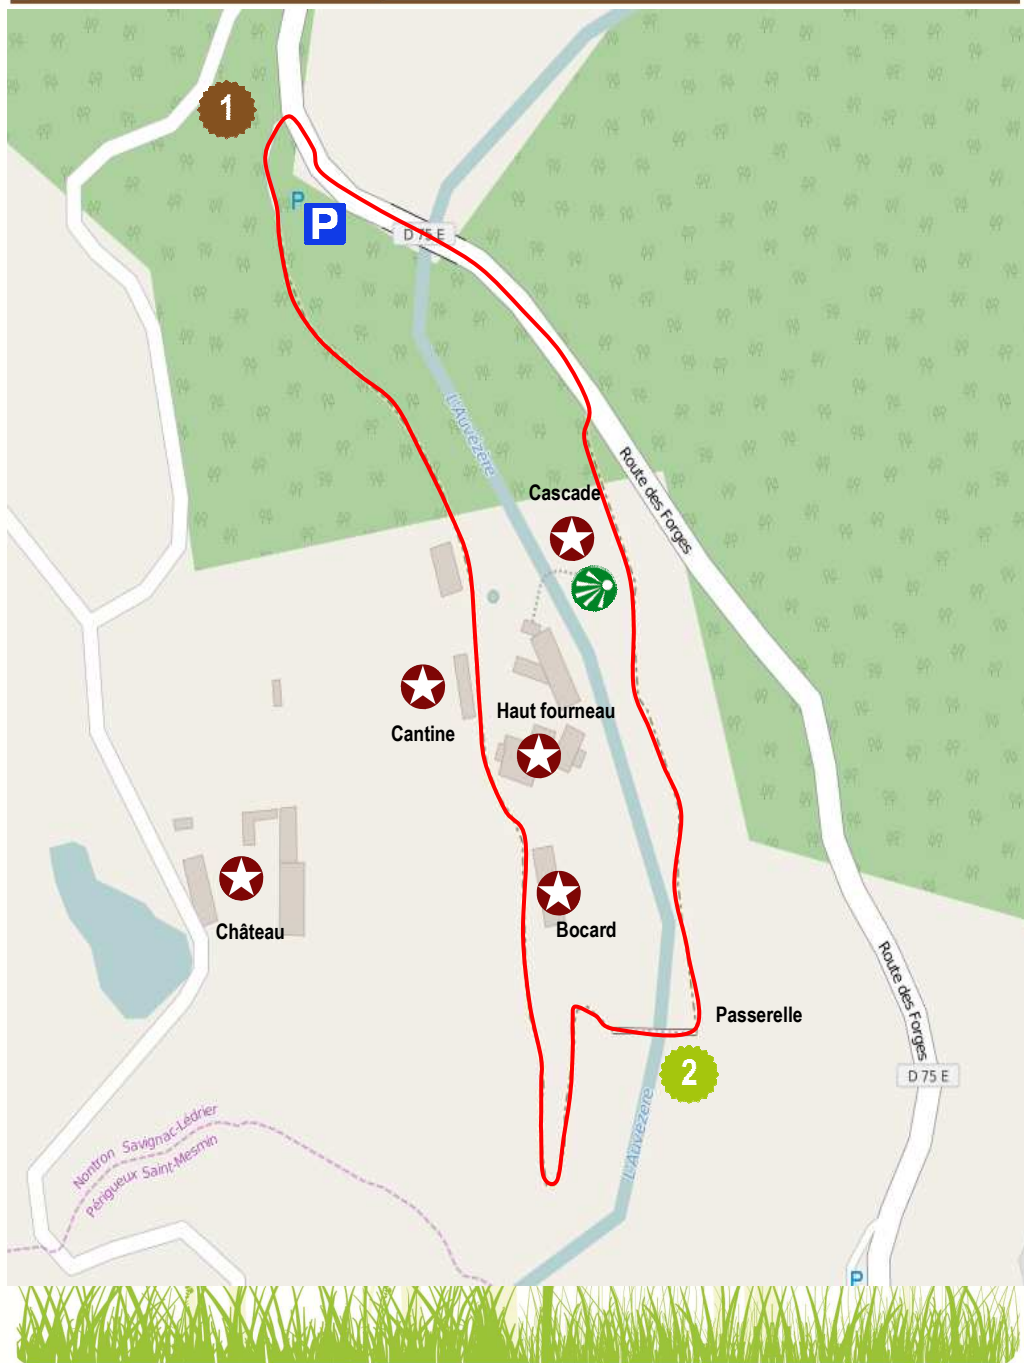 1
P
P
D 75 E
L'Auvézère
Route des Forges
Cascade
Haut fourneau
Cantine
Château
Bocard
Route des Forges
Passerelle
2
D 75 E
L'Auvézère
Nontron Savignac-Lédrier
Périgueux Saint-Mesmin
P